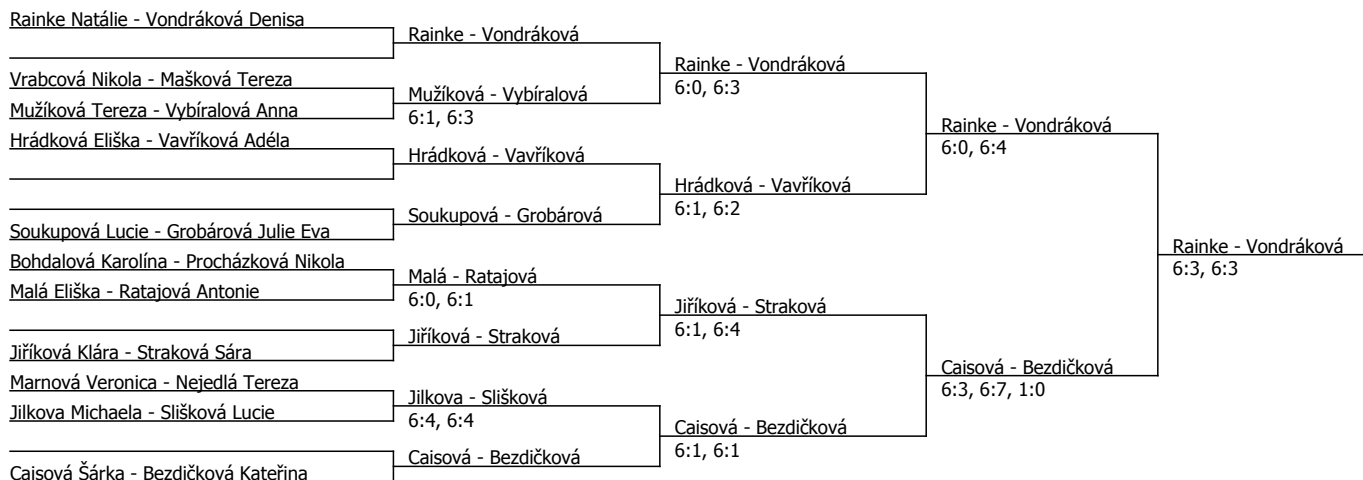 Rainke Natálie - Vondráková Denisa
Vrabcová Nikola - Mašková Tereza
Mužíková Tereza - Vybíralová Anna
Hrádková Eliška - Vavříková Adéla
Soukupová Lucie - Grobárová Julie Eva
Bohdalová Karolína - Procházková Nikola
Malá Eliška - Ratajová Antonie
Jiříková Klára - Straková Sára
Marnová Veronica - Nejedlá Tereza
Jilkova Michaela - Slišková Lucie
Caisová Šárka - Bezdičková Kateřina
Rainke - Vondráková
Mužíková - Vybíralová
6:1, 6:3
Hrádková - Vavříková
Soukupová - Grobárová
Malá - Ratajová
6:0, 6:1
Jiříková - Straková
Jilkova - Slišková
6:4, 6:4
Caisová - Bezdičková
Rainke - Vondráková
6:0, 6:3
Hrádková - Vavříková
6:1, 6:2
Jiříková - Straková
6:1, 6:4
Caisová - Bezdičková
6:1, 6:1
Rainke - Vondráková
6:0, 6:4
Caisová - Bezdičková
6:3, 6:7, 1:0
Rainke - Vondráková
6:3, 6:3